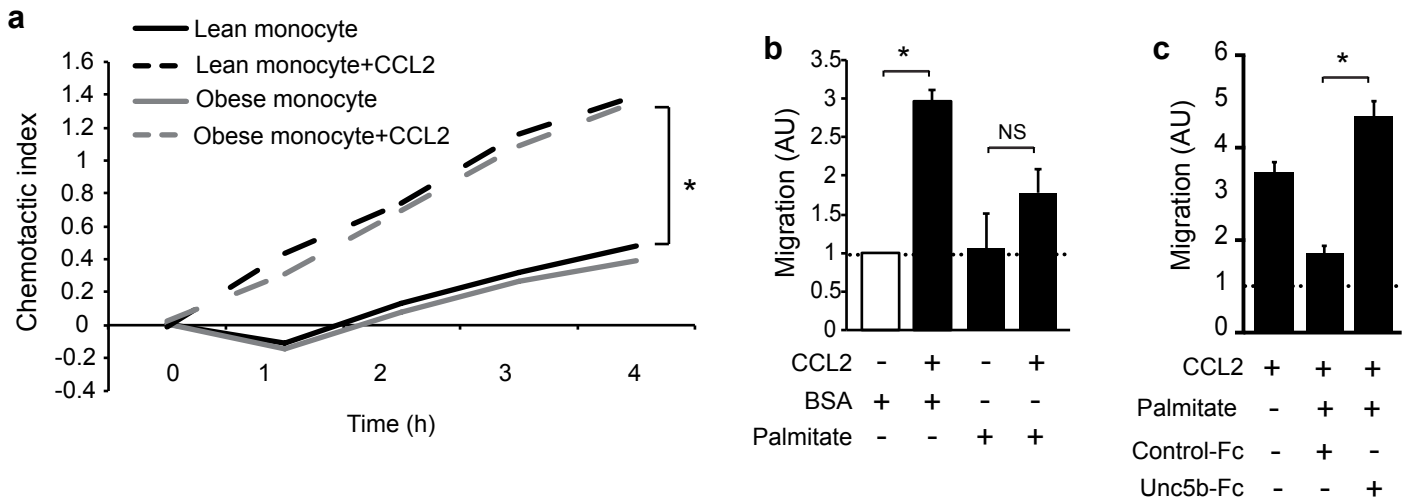 a
Lean monocyte
Lean monocyte+CCL2
Obese monocyte
Obese monocyte+CCL2
Chemotactic index
1.6
1.4
1.2
1
0.8
0.6
0.4
0.2
0
-0.2
-0.4
0 1 2 3 4
Time (h)
*
b
Migration (AU)
3.5
3
2.5
2
1.5
1
0.5
0
*
NS
CCL2 - + - +
BSA + + - -
Palmitate - - + +
c
Migration (AU)
6
5
4
3
2
1
0
*
CCL2 + + +
Palmitate - + +
Control-Fc - + -
Unc5b-Fc - - +